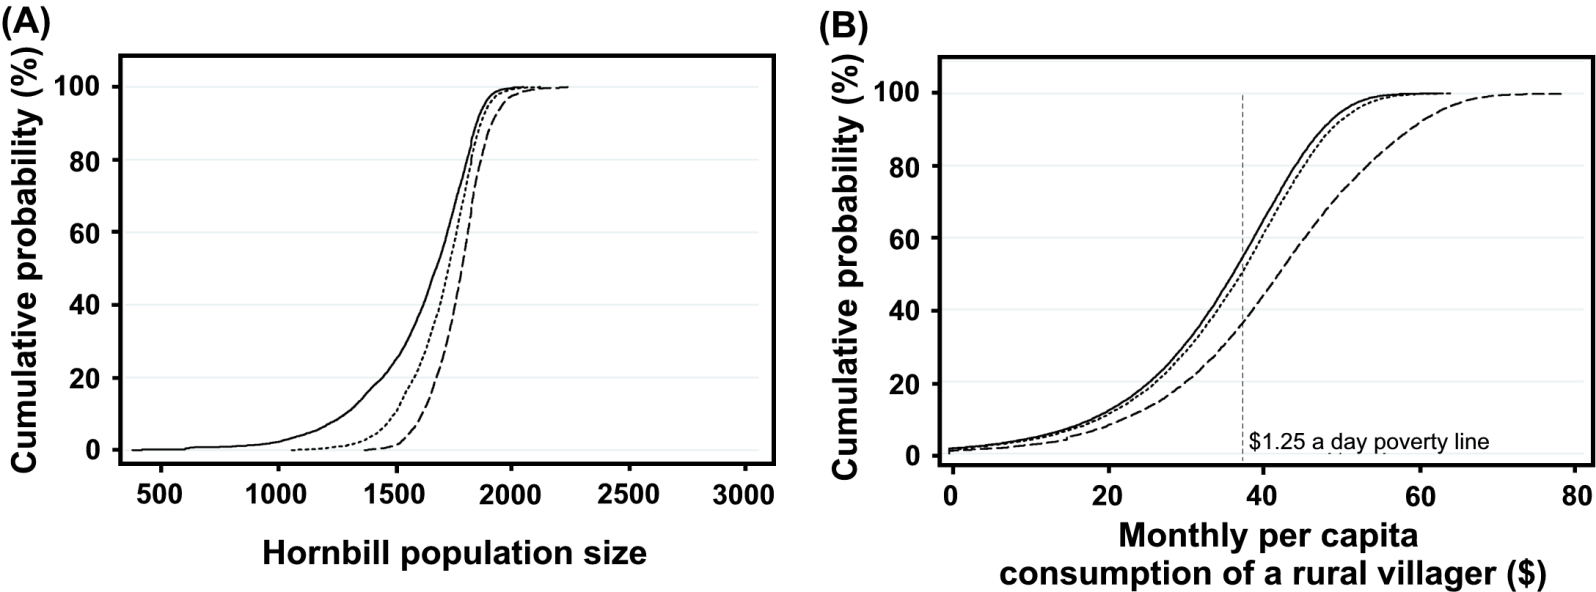 (A)
Cumulative probability (%)
100
80
60
40
20
0
500 1000 1500 2000 2500 3000
Hornbill population size
(B)
Cumulative probability (%)
100
80
60
40
20
0
$1.25 a day poverty line
0 20 40 60 80
Monthly per capita
consumption of a rural villager ($)